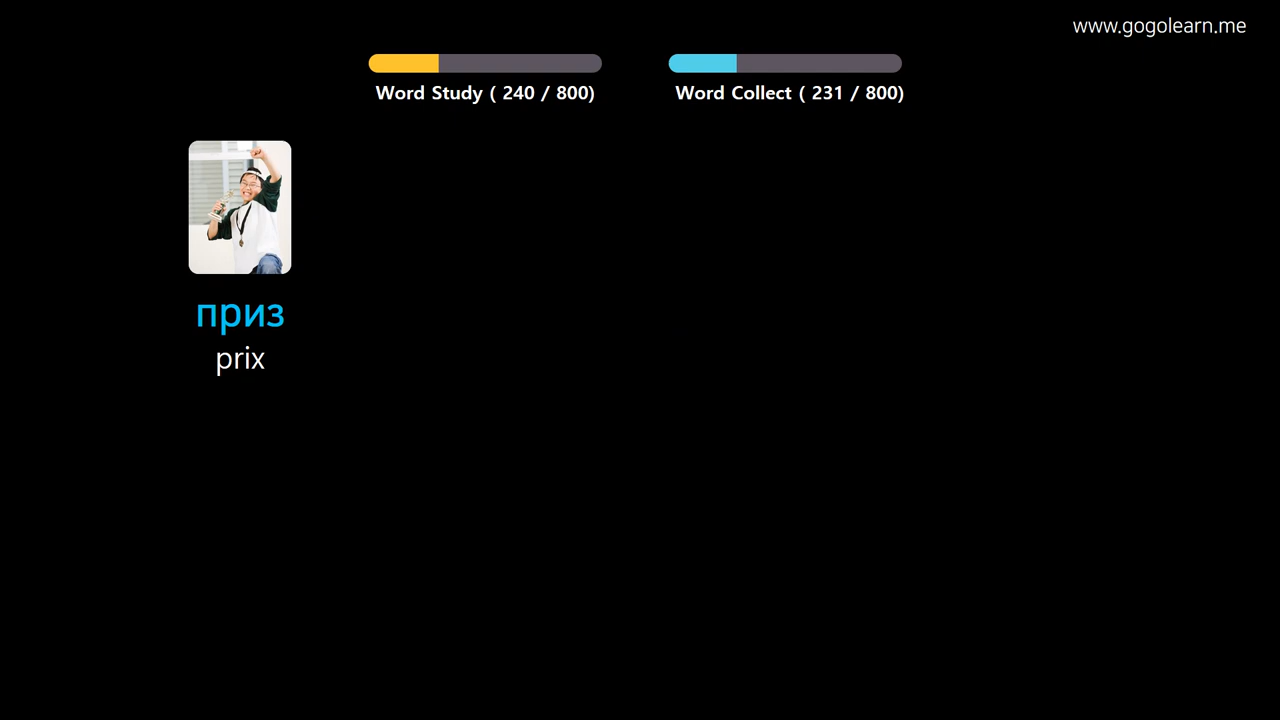 www.gogolearn.me
Word Study ( 240 / 800)
Word Collect ( 231 / 800)
приз
prix